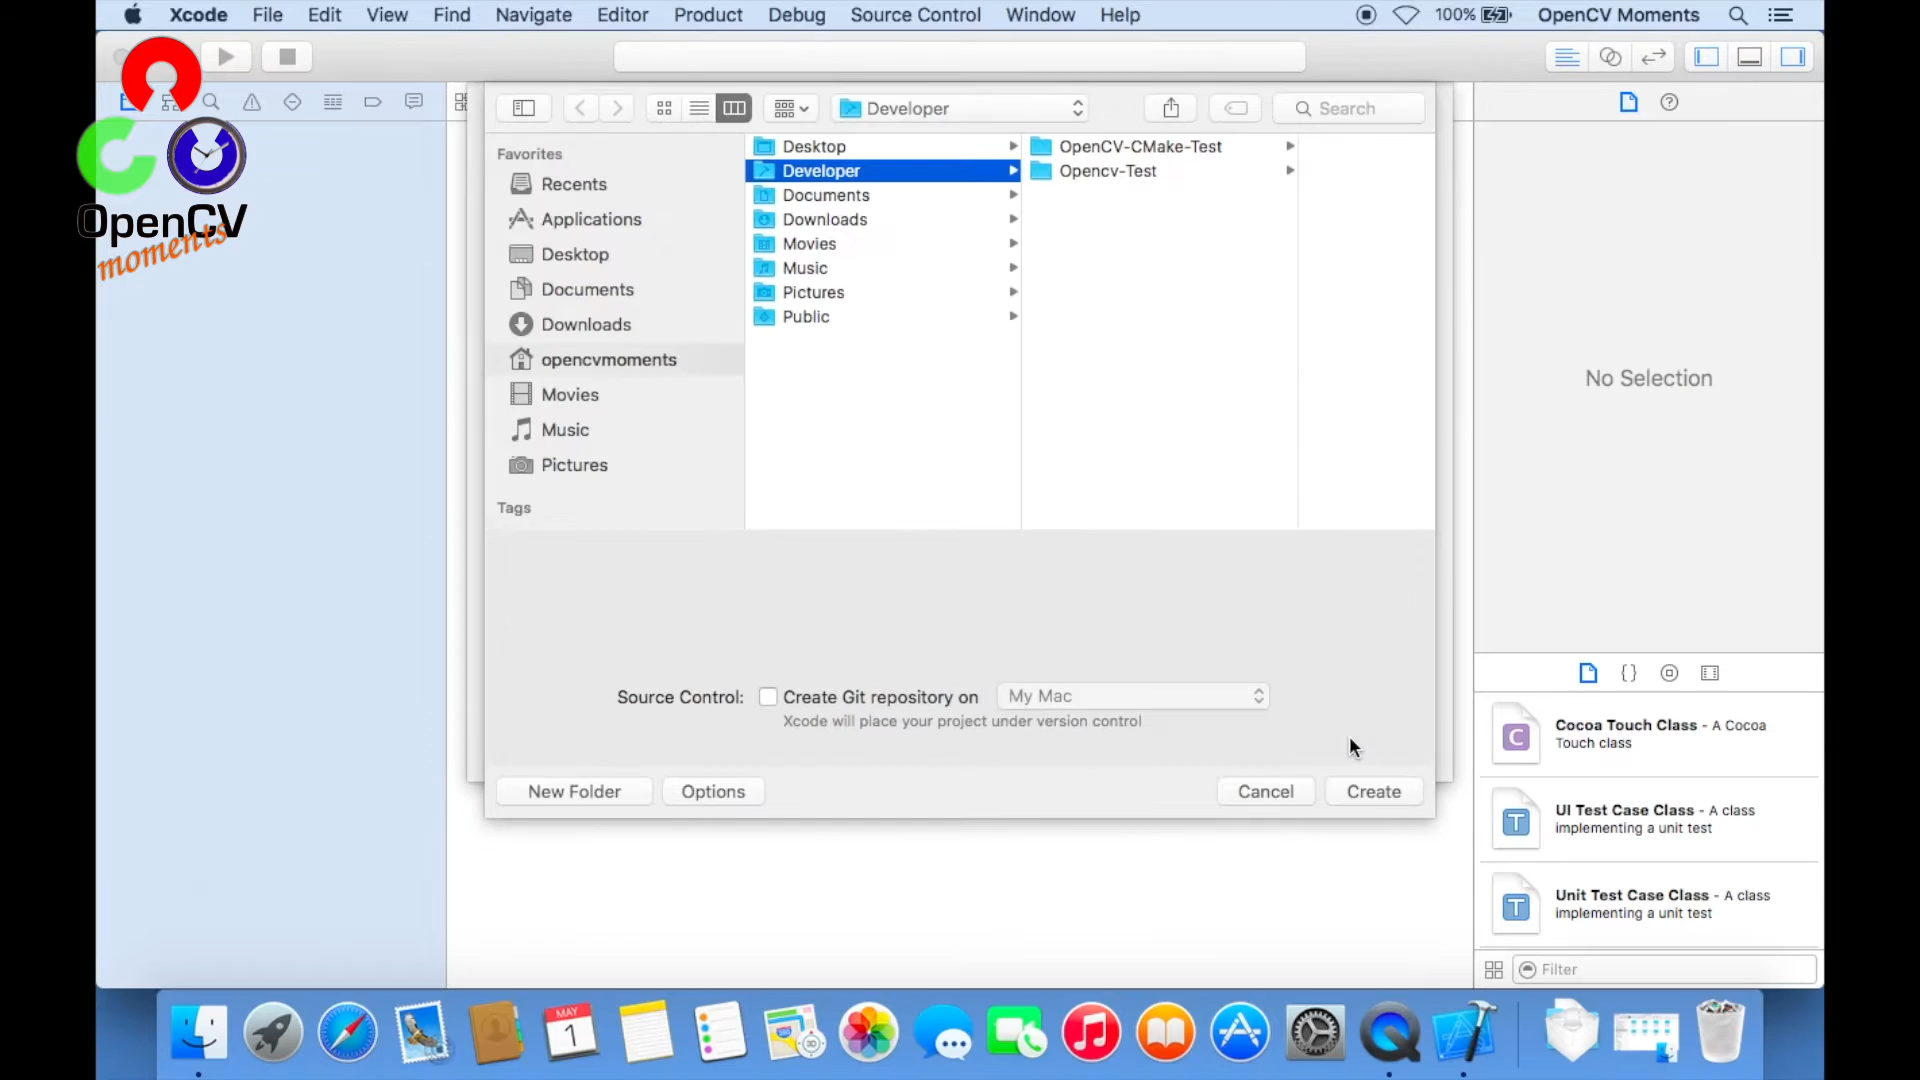 Xcode File Edit View Find Navigate Editor Product Debug Source Control Window Help 100% OpenCV Moments
OpenCV
moments
Developer
Search
Favorites
Recents
Applications
Desktop
Documents
Downloads
opencvmoments
Movies
Music
Pictures
Tags
Desktop
Developer
Documents
Downloads
Movies
Music
Pictures
Public
OpenCV-CMake-Test
Opencv-Test
No Selection
Source Control: Create Git repository on My Mac
Xcode will place your project under version control
New Folder Options Cancel Create
Cocoa Touch Class - A Cocoa
Touch class
UI Test Case Class - A class
implementing a unit test
Unit Test Case Class - A class
implementing a unit test
Filter
MAY
1